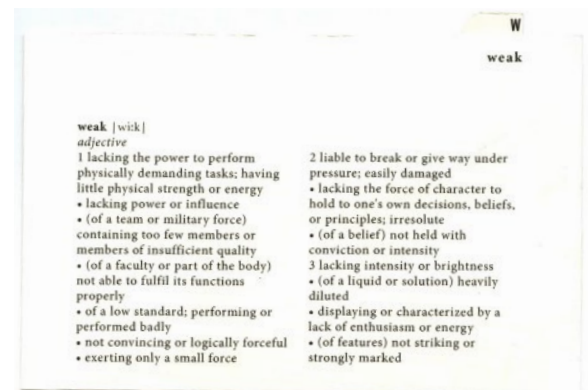 W
weak
weak |wi:k|
adjective
1 lacking the power to perform
physically demanding tasks; having
little physical strength or energy
• lacking power or influence
• (of a team or military force)
containing too few members or
members of insufficient quality
• (of a faculty or part of the body)
not able to fulfil its functions
properly
• of a low standard; performing or
performed badly
• not convincing or logically forceful
• exerting only a small force
2 liable to break or give way under
pressure; easily damaged
• lacking the force of character to
hold to one's own decisions, beliefs,
or principles; irresolute
• (of a belief) not held with
conviction or intensity
3 lacking intensity or brightness
• (of a liquid or solution) heavily
diluted
• displaying or characterized by a
lack of enthusiasm or energy
• (of features) not striking or
strongly marked